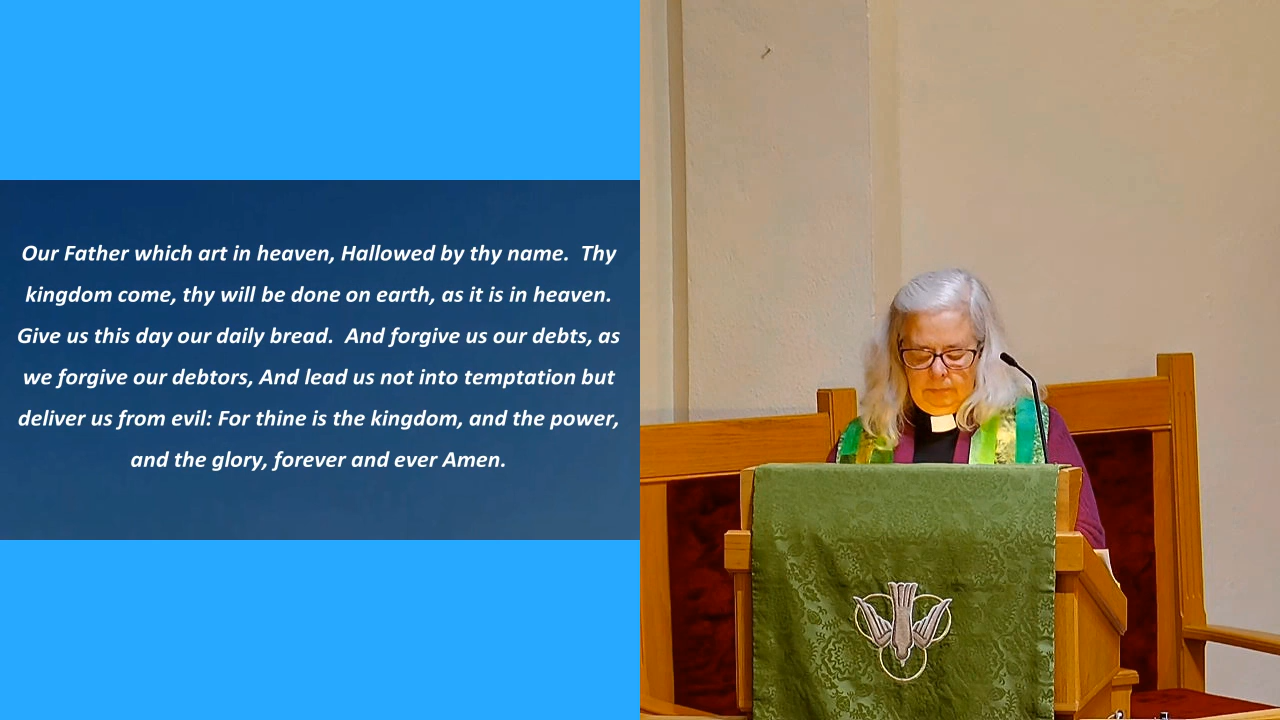 Our Father which art in heaven, Hallowed by thy name.  Thy
kingdom come, thy will be done on earth, as it is in heaven.
Give us this day our daily bread.  And forgive us our debts, as
we forgive our debtors, And lead us not into temptation but
deliver us from evil: For thine is the kingdom, and the power,
and the glory, forever and ever Amen.